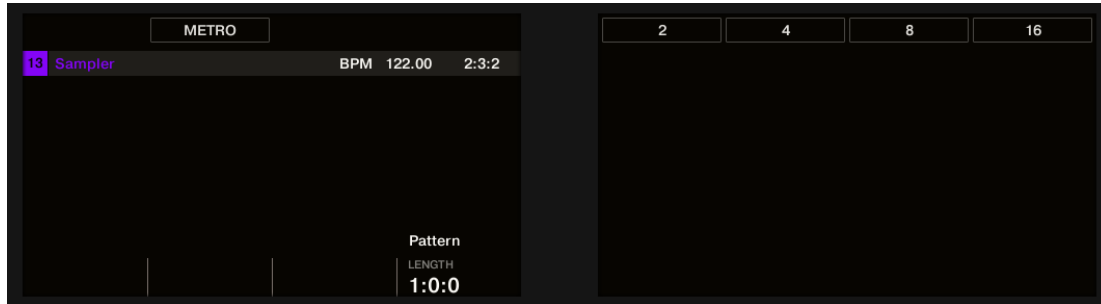 METRO
13 Sampler BPM 122.00 2:3:2
Pattern
LENGTH
1:0:0
2 4 8 16